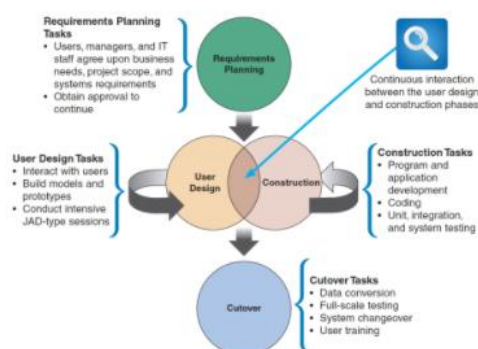 Requirements Planning
Tasks
• Users, managers, and IT
staff agree upon business
needs, project scope, and
systems requirements
• Obtain approval to
continue
Requirements
Planning
Continuous interaction
between the user design
and construction phases
User Design Tasks
• Interact with users
• Build models and
prototypes
• Conduct intensive
JAD-type sessions
User
Design
Construction
Construction Tasks
• Program and
application
development
• Coding
• Unit, integration,
and system testing
Cutover
Cutover Tasks
• Data conversion
• Full-scale testing
• System changeover
• User training